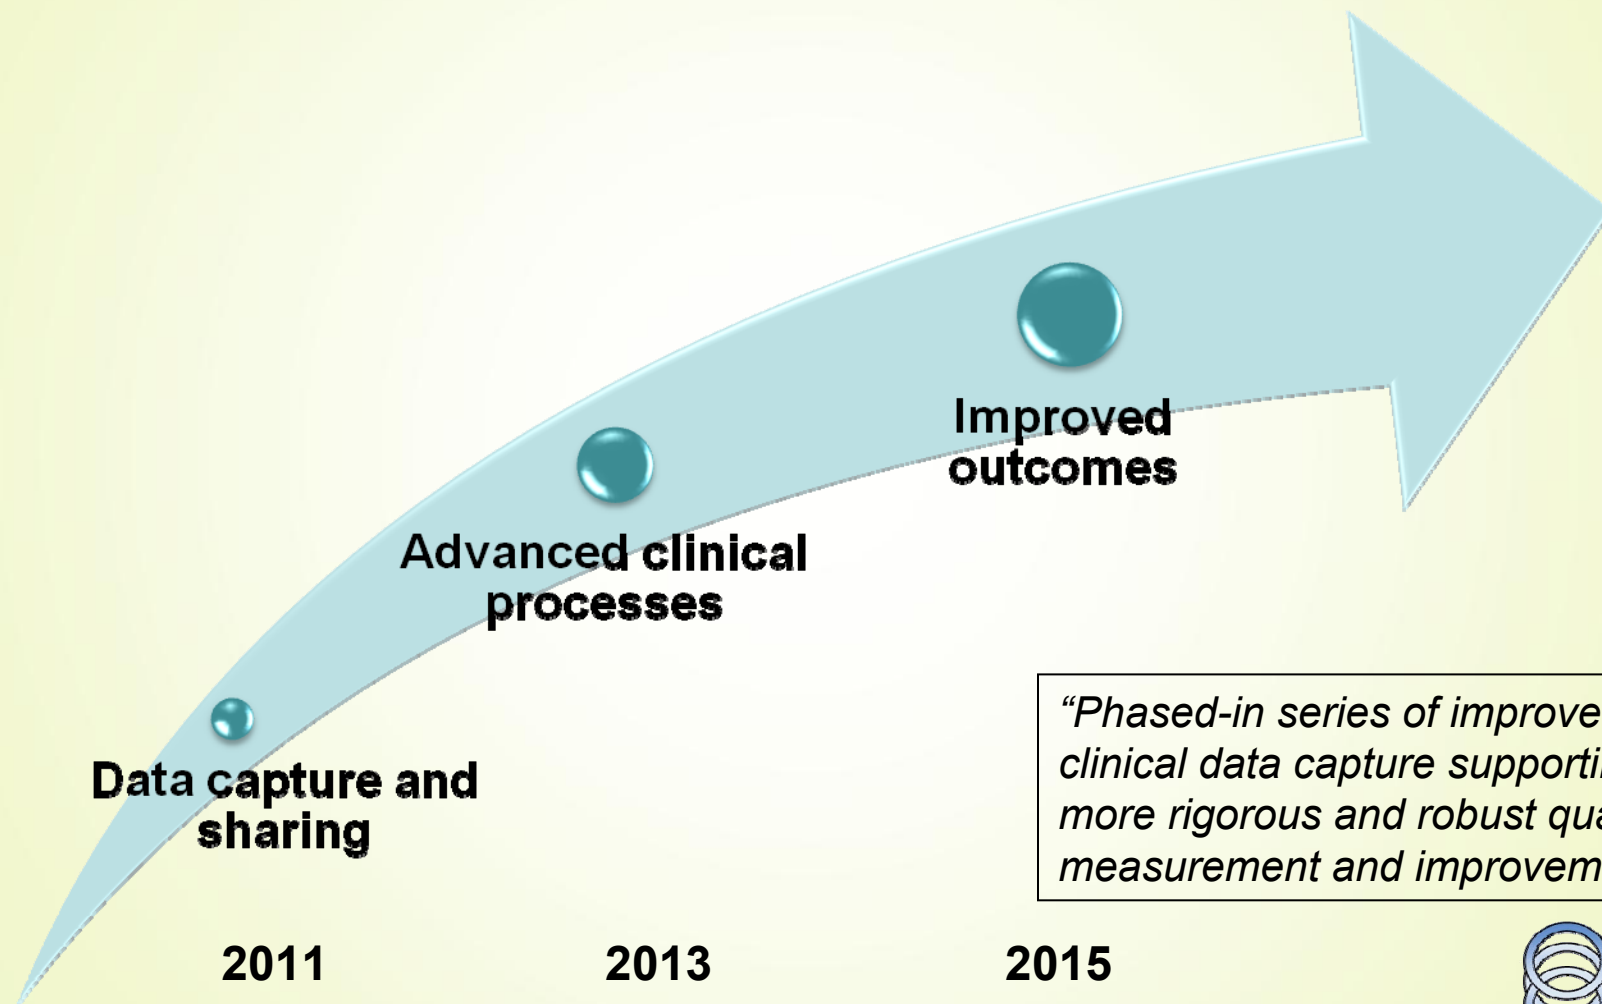 Improved
outcomes
Advanced clinical
processes
Data capture and
sharing
“Phased-in series of improve
clinical data capture supporti
more rigorous and robust qua
measurement and improvem
2011 2013 2015